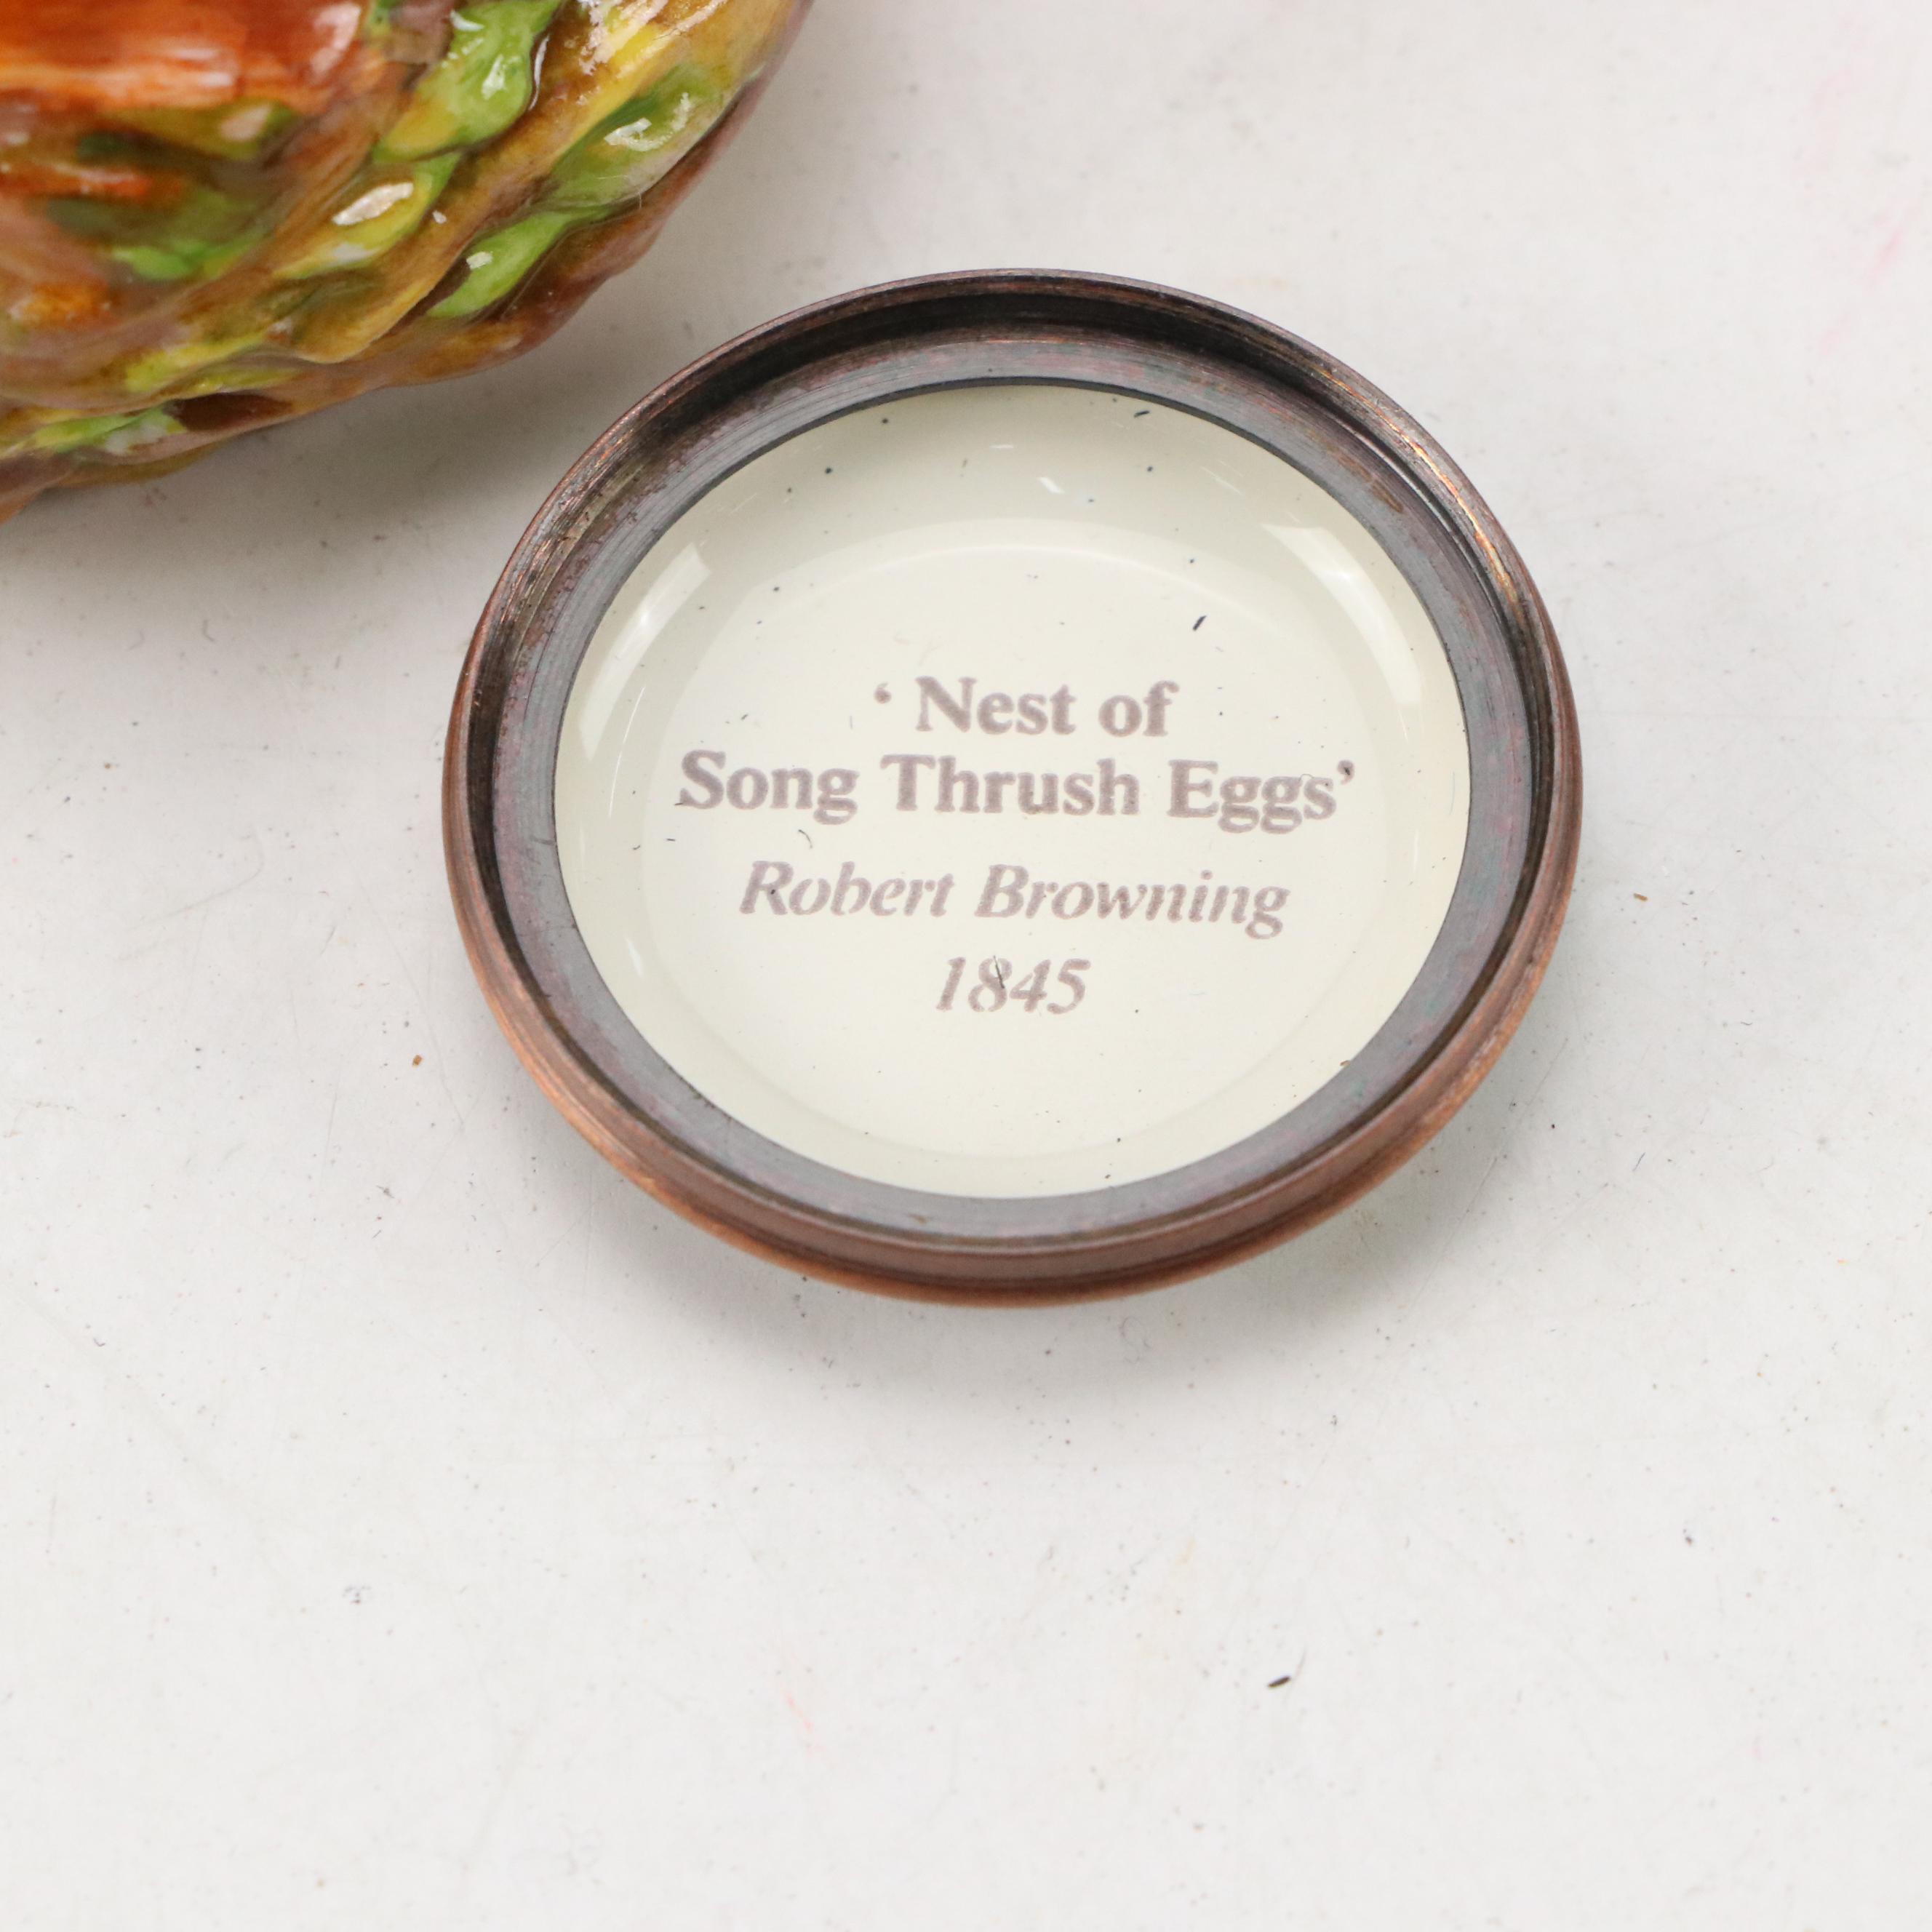 ‘ Nest of
Song Thrush Eggs’
Robert Browning
1845